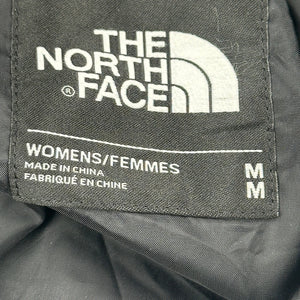 THE
NORTH
® FACE
WOMENS/FEMMES M
MADE IN CHINA
FABRIQUÉ EN CHINE M